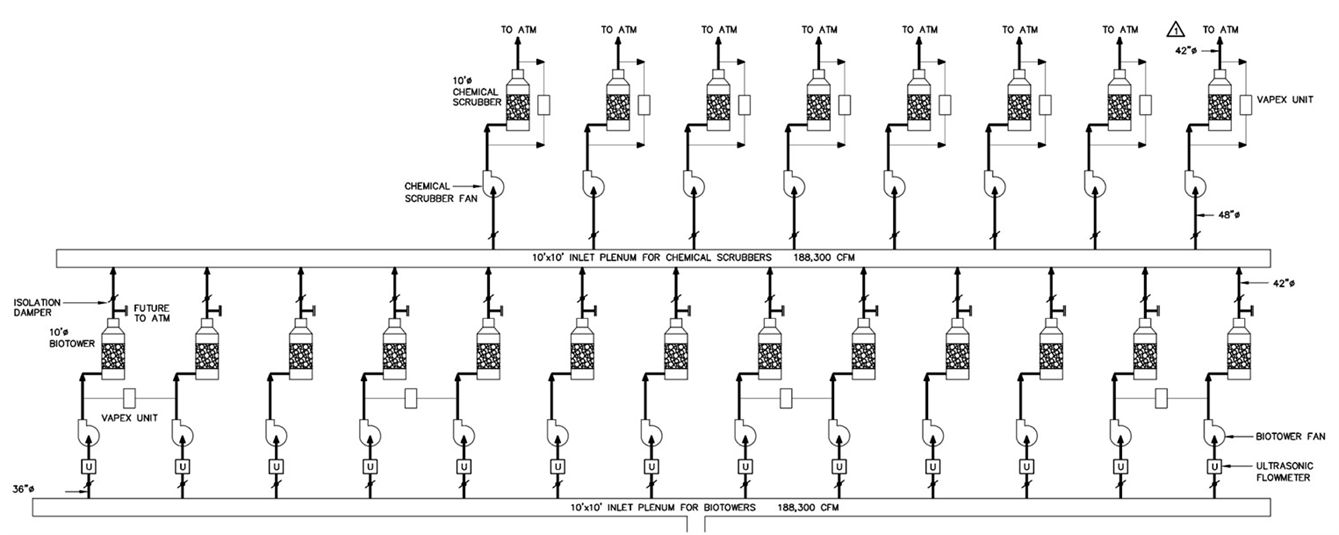 TO ATM TO ATM TO ATM TO ATM TO ATM TO ATM TO ATM 1 TO ATM
42"ø
10'ø
CHEMICAL
SCRUBBER
VAPEX UNIT
CHEMICAL
SCRUBBER FAN
48"ø
10'x10' INLET PLENUM FOR CHEMICAL SCRUBBERS 188,300 CFM
ISOLATION
DAMPER
FUTURE
TO ATM
42"ø
10'ø
BIOTOWER
VAPEX UNIT
BIOTOWER FAN
U U U U U U U U U U U U U
ULTRASONIC
FLOWMETER
36"ø
10'x10' INLET PLENUM FOR BIOTOWERS 188,300 CFM